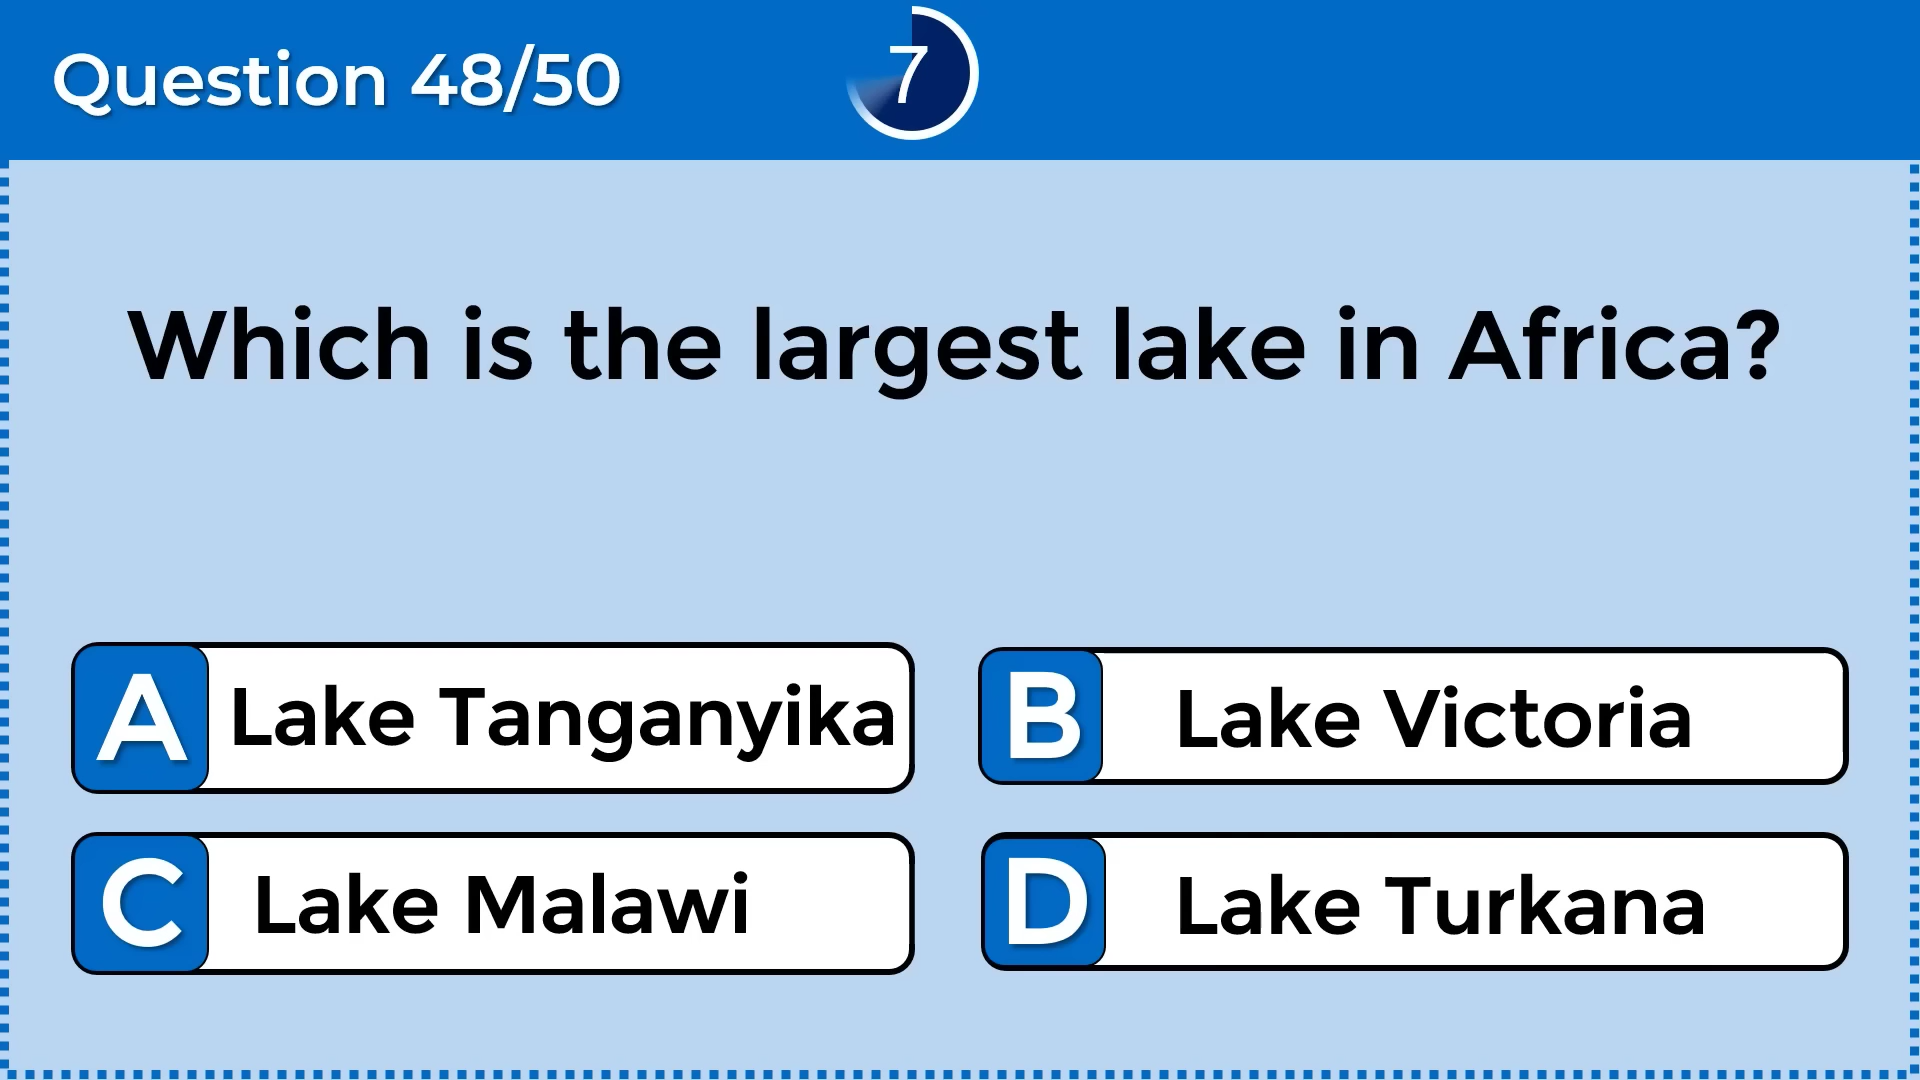 Question 48/50
7
Which is the largest lake in Africa?
A Lake Tanganyika
B Lake Victoria
C Lake Malawi
D Lake Turkana